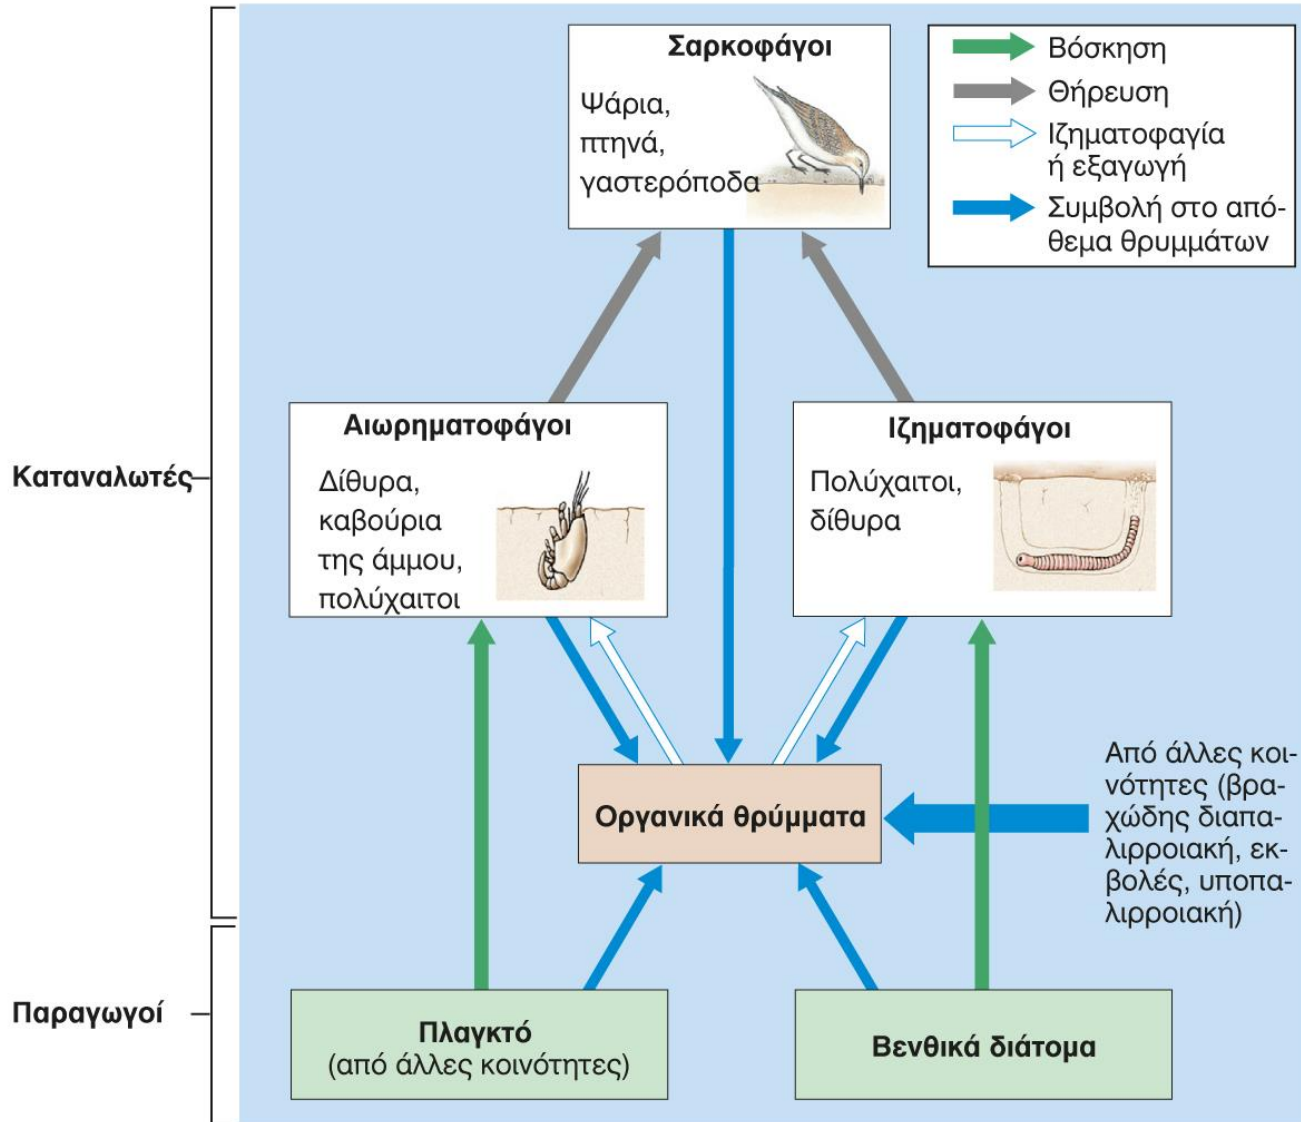 Σαρκοφάγοι
Ψάρια,
πτηνά,
γαστερόποδα
Βόσκηση
Θήρευση
Ιζηματοφαγία
ή εξαγωγή
Συμβολή στο από-
θεμα θρυμμάτων
Καταναλωτές
Αιωρηματοφάγοι
Δίθυρα,
καβούρια
της άμμου,
πολύχαιτοι
Ιζηματοφάγοι
Πολύχαιτοι,
δίθυρα
Οργανικά θρύμματα
Από άλλες κοι-
νότητες (βρα-
χώδης διαπα-
λιρροιακή, εκ-
βολές, υποπα-
λιρροιακή)
Παραγωγοί
Πλαγκτό
(από άλλες κοινότητες)
Βενθικά διάτομα